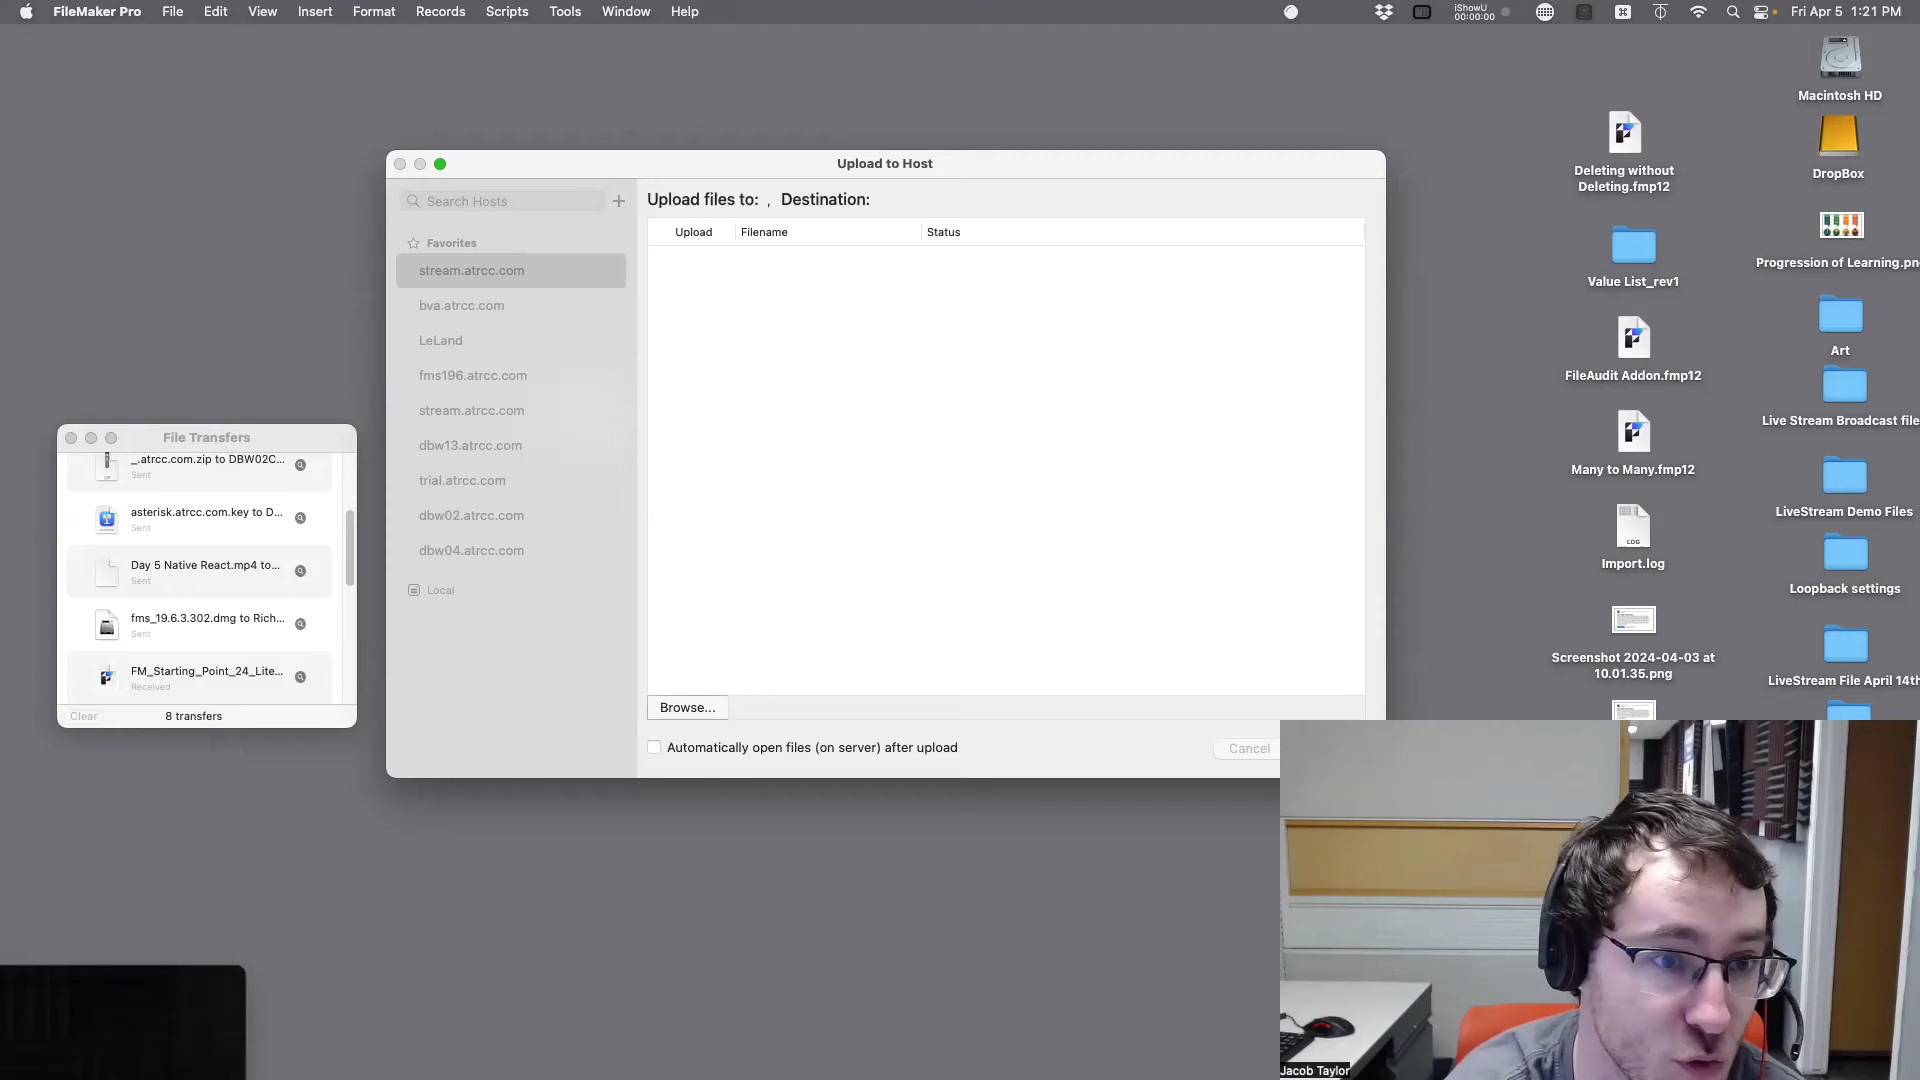 FileMaker Pro File Edit View Insert Format Records Scripts Tools Window Help
iShowU
00:00:00
Fri Apr 5 1:21 PM
Macintosh HD
Deleting without
Deleting.fmp12
DropBox
Value List_rev1
Progression of Learning.pn
FileAudit Addon.fmp12
Art
Many to Many.fmp12
Live Stream Broadcast file
LiveStream Demo Files
LOG
Import.log
Loopback settings
Screenshot 2024-04-03 at
10.01.35.png
LiveStream File April 14th
Upload to Host
Search Hosts
Favorites
stream.atrcc.com
bva.atrcc.com
LeLand
fms196.atrcc.com
stream.atrcc.com
dbw13.atrcc.com
trial.atrcc.com
dbw02.atrcc.com
dbw04.atrcc.com
Local
Upload files to: , Destination:
Upload Filename Status
Browse...
Automatically open files (on server) after upload
Cancel
File Transfers
_.atrcc.com.zip to DBW02C...
Sent
ZIP
asterisk.atrcc.com.key to D...
Sent
Day 5 Native React.mp4 to...
Sent
fms_19.6.3.302.dmg to Rich...
Sent
FM_Starting_Point_24_Lite...
Received
Clear 8 transfers
Jacob Taylor